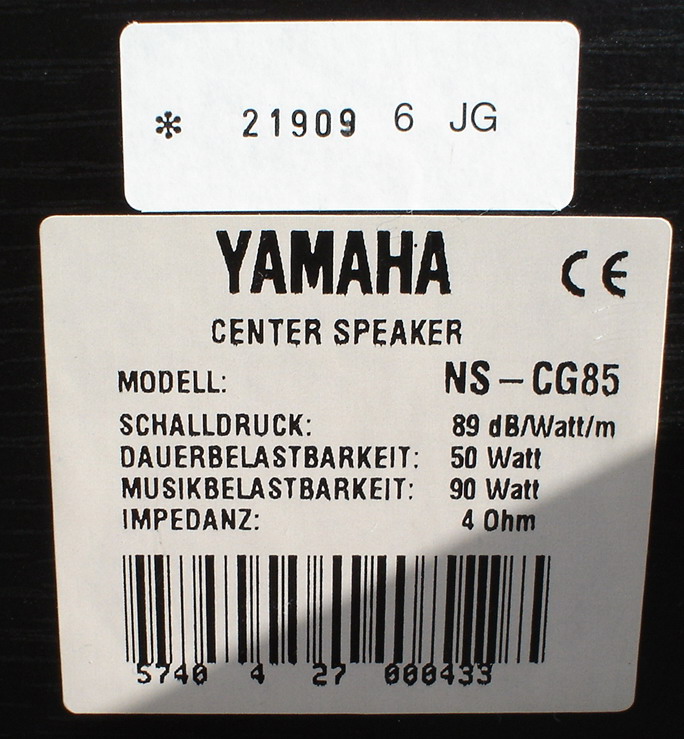 * 21909 6 JG
YAMAHA CE
CENTER SPEAKER
MODELL: NS-CG85
SCHALLDRUCK: 89 dB/Watt/m
DAUERBELASTBARKEIT: 50 Watt
MUSIKBELASTBARKEIT: 90 Watt
IMPEDANZ: 4 Ohm
5740 4 27 000433